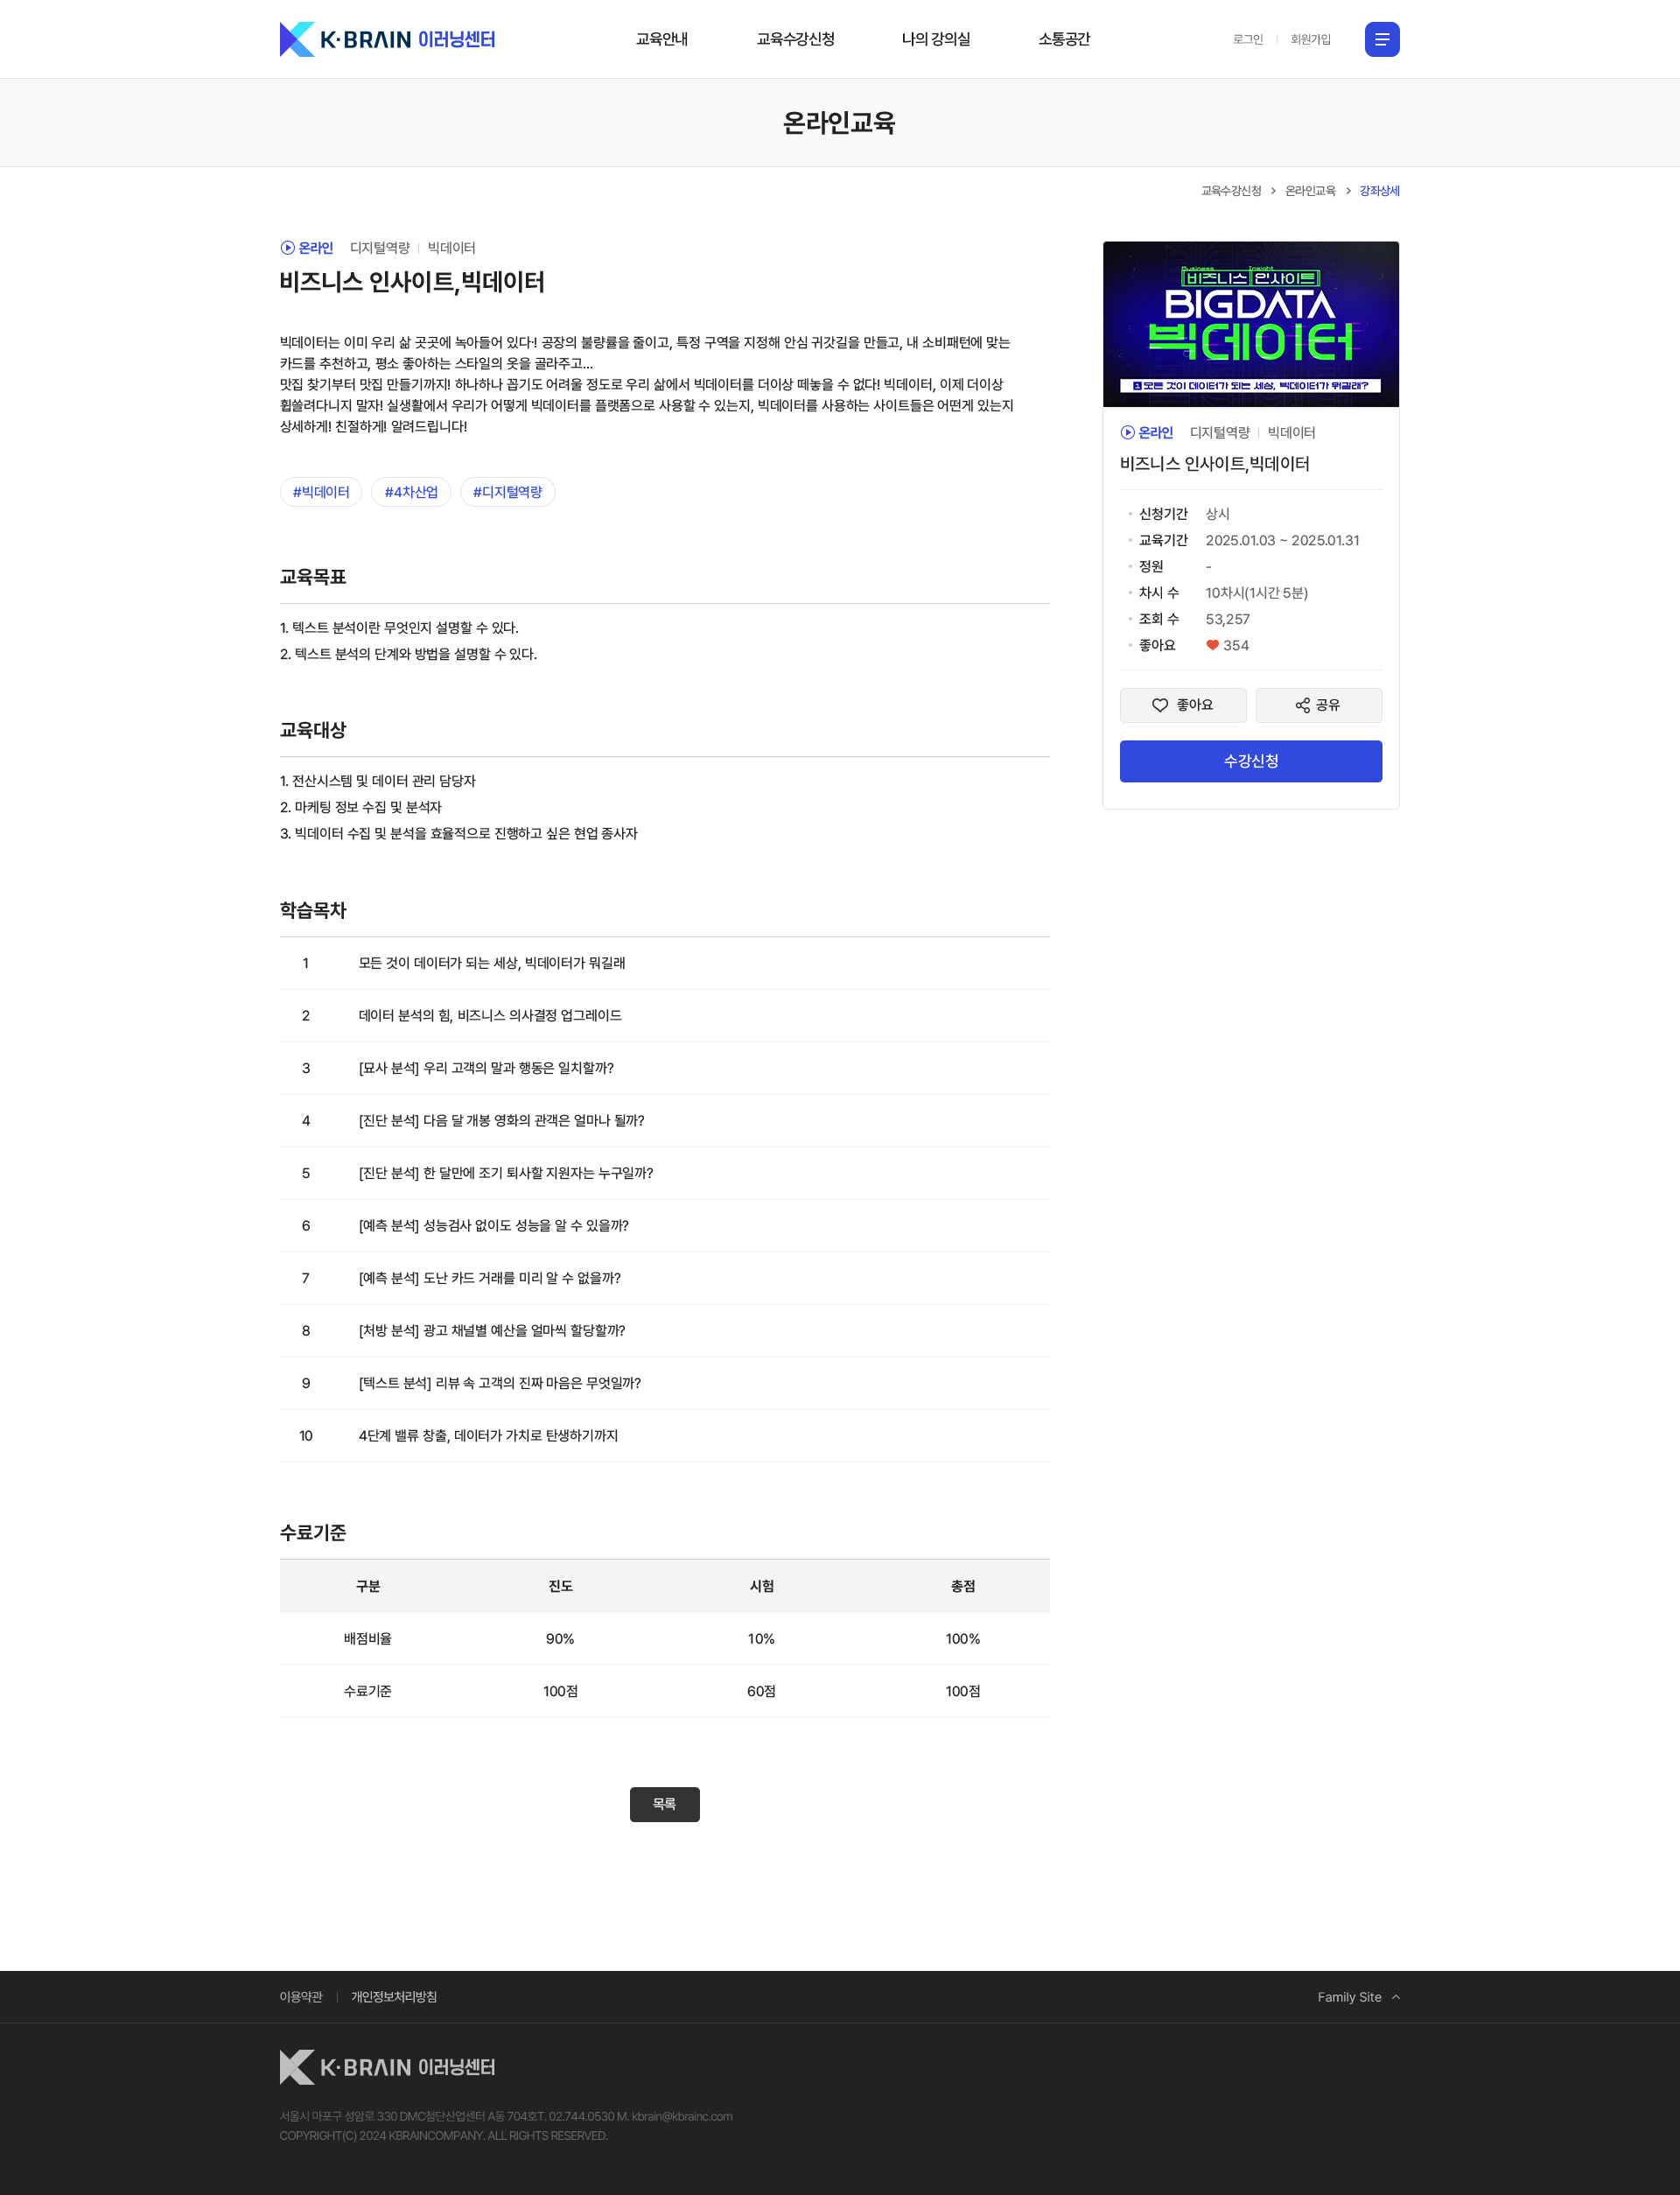 K·BRAIN 이러닝센터
교육안내 교육수강신청 나의 강의실 소통공간
로그인 회원가입
온라인교육
교육수강신청 > 온라인교육 > 강좌상세
온라인 디지털역량 빅데이터
비즈니스 인사이트,빅데이터
빅데이터는 이미 우리 삶 곳곳에 녹아들어 있다·! 공장의 불량률을 줄이고, 특정 구역을 지정해 안심 귀갓길을 만들고, 내 소비패턴에 맞는
카드를 추천하고, 평소 좋아하는 스타일의 옷을 골라주고...
맛집 찾기부터 맛집 만들기까지! 하나하나 꼽기도 어려울 정도로 우리 삶에서 빅데이터를 더이상 떼놓을 수 없다! 빅데이터, 이제 더이상
휩쓸려다니지 말자! 실생활에서 우리가 어떻게 빅데이터를 플랫폼으로 사용할 수 있는지, 빅데이터를 사용하는 사이트들은 어떤게 있는지
상세하게! 친절하게! 알려드립니다!
#빅데이터 #4차산업 #디지털역량
교육목표
1. 텍스트 분석이란 무엇인지 설명할 수 있다.
2. 텍스트 분석의 단계와 방법을 설명할 수 있다.
교육대상
1. 전산시스템 및 데이터 관리 담당자
2. 마케팅 정보 수집 및 분석자
3. 빅데이터 수집 및 분석을 효율적으로 진행하고 싶은 현업 종사자
학습목차
1 모든 것이 데이터가 되는 세상, 빅데이터가 뭐길래
2 데이터 분석의 힘, 비즈니스 의사결정 업그레이드
3 [묘사 분석] 우리 고객의 말과 행동은 일치할까?
4 [진단 분석] 다음 달 개봉 영화의 관객은 얼마나 될까?
5 [진단 분석] 한 달만에 조기 퇴사할 지원자는 누구일까?
6 [예측 분석] 성능검사 없이도 성능을 알 수 있을까?
7 [예측 분석] 도난 카드 거래를 미리 알 수 없을까?
8 [처방 분석] 광고 채널별 예산을 얼마씩 할당할까?
9 [텍스트 분석] 리뷰 속 고객의 진짜 마음은 무엇일까?
10 4단계 밸류 창출, 데이터가 가치로 탄생하기까지
수료기준
구분 진도 시험 총점
배점비율 90% 10% 100%
수료기준 100점 60점 100점
목록
Business Insight
비즈니스 인사이트
BIGDATA
빅데이터
1 모든 것이 데이터가 되는 세상, 빅데이터가 뭐길래?
온라인 디지털역량 빅데이터
비즈니스 인사이트,빅데이터
신청기간 상시
교육기간 2025.01.03 ~ 2025.01.31
정원 -
차시 수 10차시(1시간 5분)
조회 수 53,257
좋아요 354
좋아요 공유
수강신청
이용약관 개인정보처리방침
Family Site
K·BRAIN 이러닝센터
서울시 마포구 성암로 330 DMC첨단산업센터 A동 704호T. 02.744.0530 M. kbrain@kbrainc.com
COPYRIGHT(C) 2024 KBRAINCOMPANY. ALL RIGHTS RESERVED.